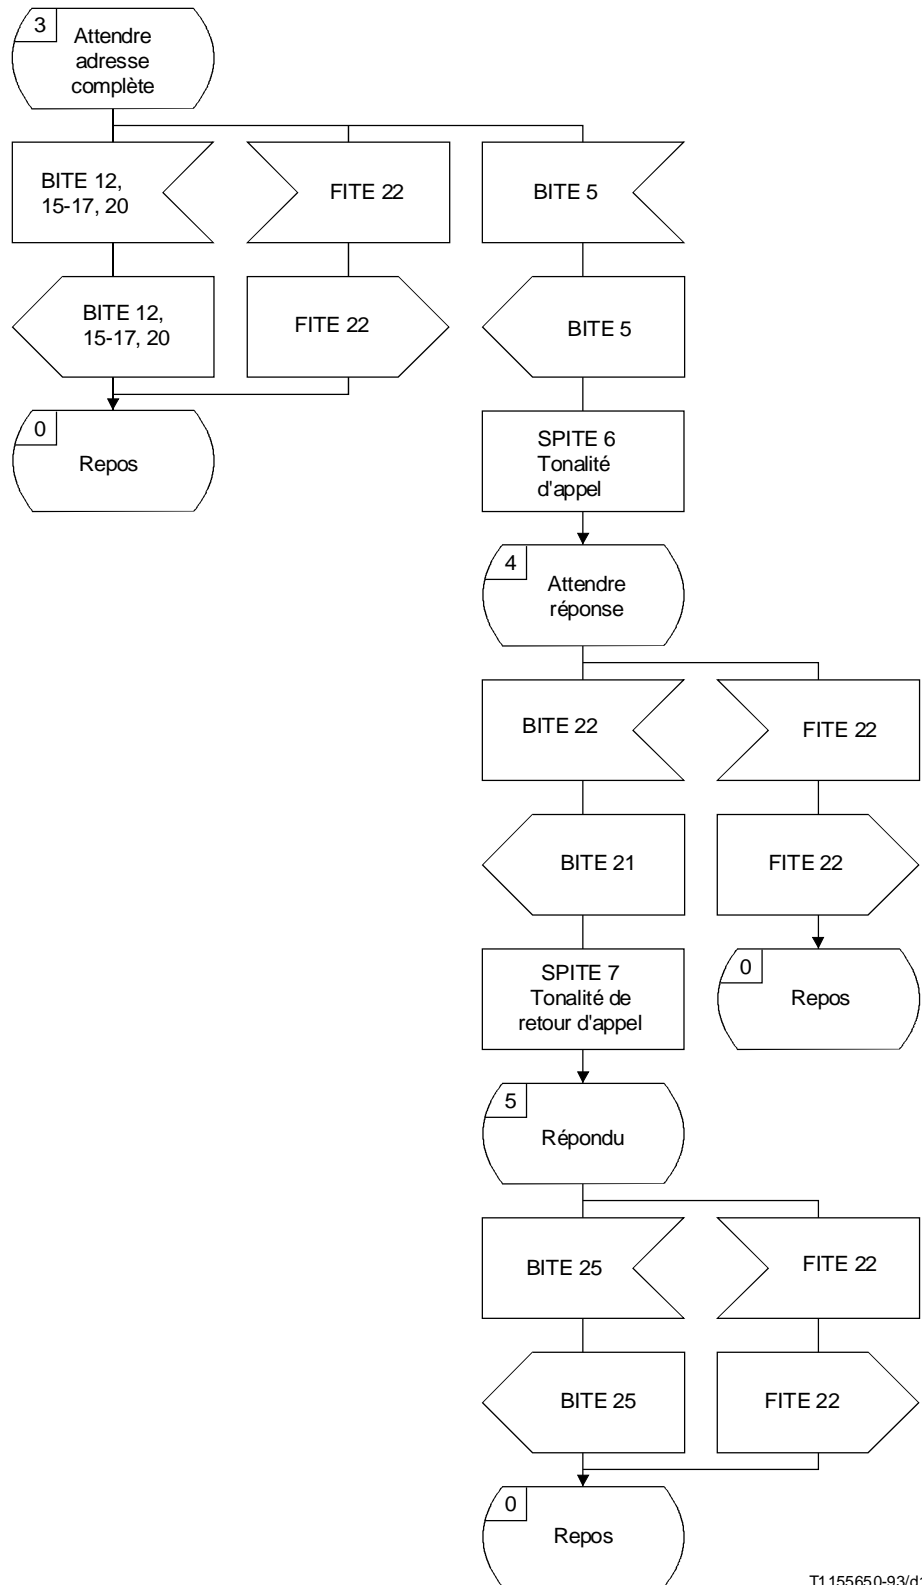 3
Attendre
adresse
complète
BITE 12,
15-17, 20
FITE 22
BITE 5
BITE 12,
15-17, 20
FITE 22
BITE 5
0
Repos
SPITE 6
Tonalité
d'appel
4
Attendre
réponse
BITE 22
FITE 22
BITE 21
FITE 22
SPITE 7
Tonalité de
retour d'appel
0
Repos
5
Répondu
BITE 25
FITE 22
BITE 25
FITE 22
0
Repos